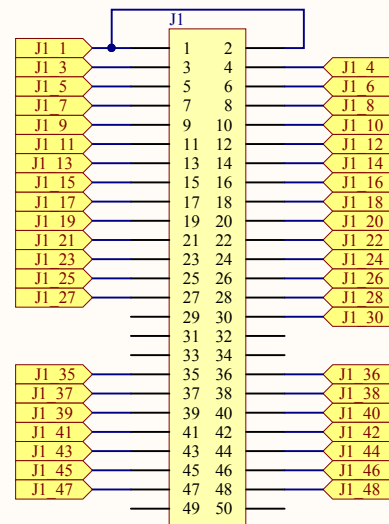 J1
J1_1 1 2
J1_3 3 4 J1_4
J1_5 5 6 J1_6
J1_7 7 8 J1_8
J1_9 9 10 J1_10
J1_11 11 12 J1_12
J1_13 13 14 J1_14
J1_15 15 16 J1_16
J1_17 17 18 J1_18
J1_19 19 20 J1_20
J1_21 21 22 J1_22
J1_23 23 24 J1_24
J1_25 25 26 J1_26
J1_27 27 28 J1_28
29 30 J1_30
31 32
33 34
J1_35 35 36 J1_36
J1_37 37 38 J1_38
J1_39 39 40 J1_40
J1_41 41 42 J1_42
J1_43 43 44 J1_44
J1_45 45 46 J1_46
J1_47 47 48 J1_48
49 50